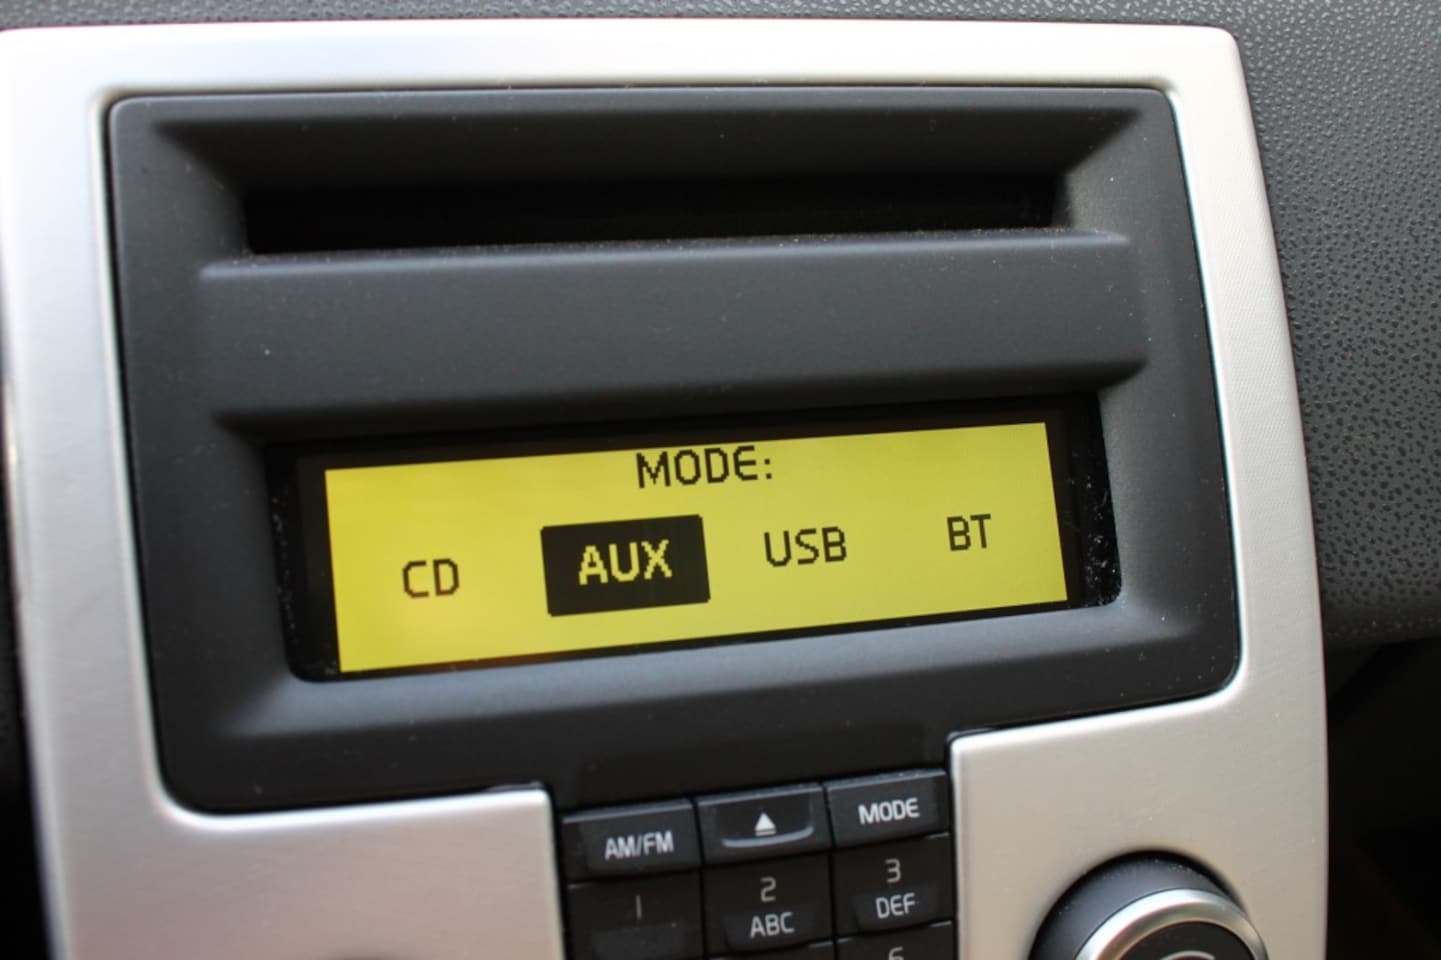 MODE:
CD AUX USB BT
AM/FM MODE
1 2 3
ABC DEF